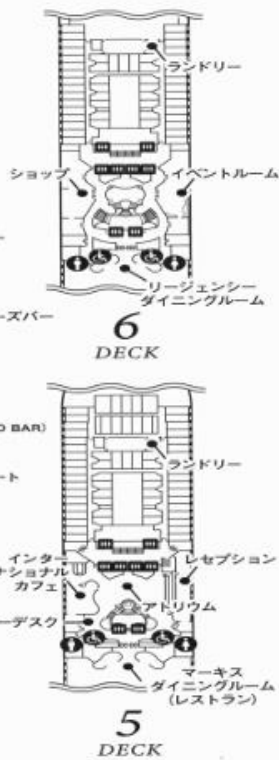 ランドリー
ショップ
イベントルーム
リージェンシー
ダイニングルーム
ーズバー
6
DECK
BAR)
ランドリー
ート
インター
ナショナル
カフェ
レセプション
アトリウム
ーデスク
マーキス
ダイニングルーム
(レストラン)
5
DECK